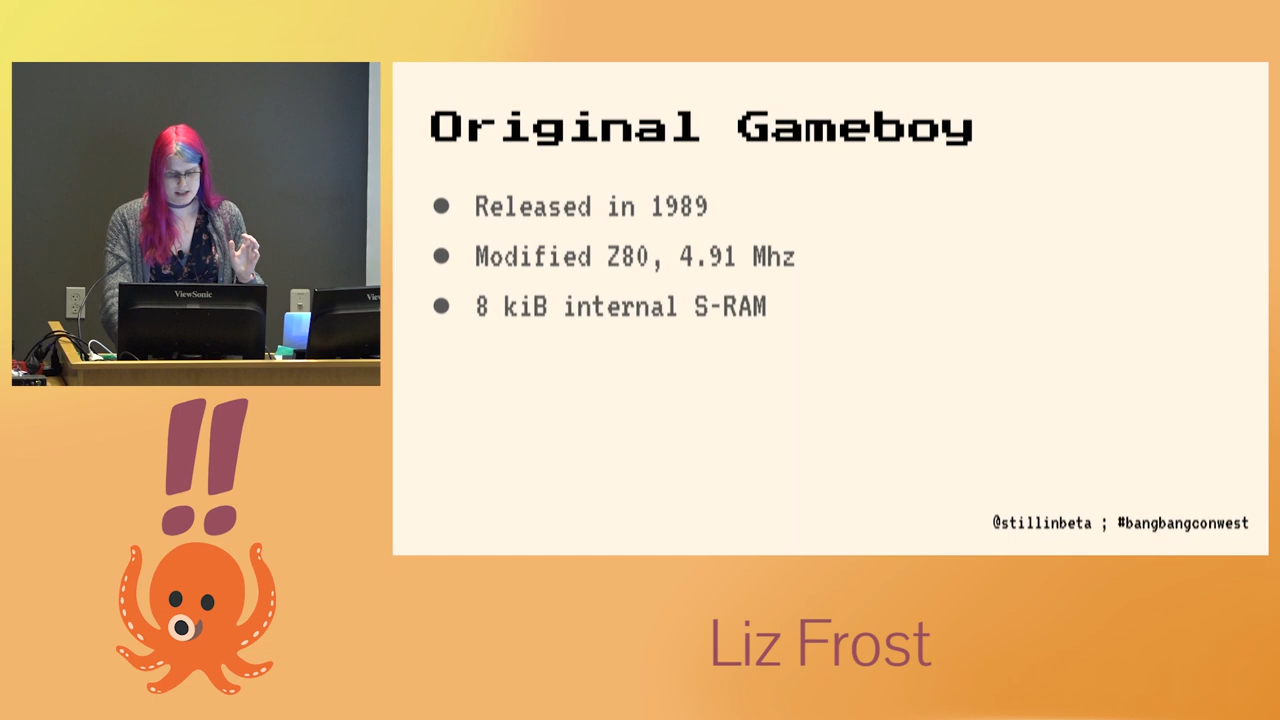 Original Gameboy
Released in 1989
Modified Z80, 4.91 Mhz
8 kiB internal S-RAM
@stillinbeta ; #bangbangconwest
ViewSonic
View
!!
Liz Frost